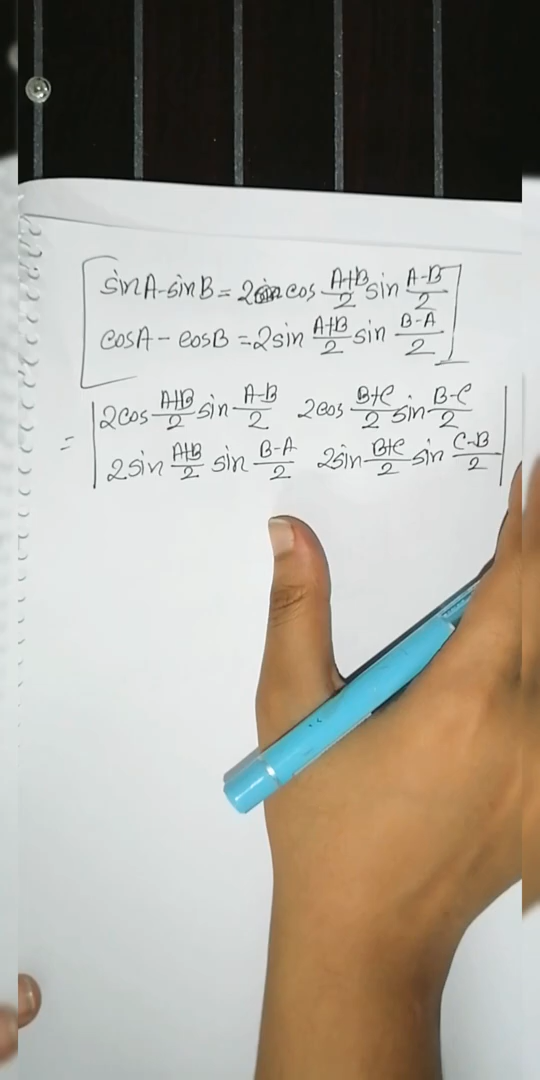 sinA-sinB = 2cos A+B/2 sin A-B/2
cosA - cosB = 2sin A+B/2 sin B-A/2
= | 2cos A+B/2 sin A-B/2 2cos B+C/2 sin B-C/2 |
| 2sin A+B/2 sin B-A/2 2sin B+C/2 sin C-B/2 |